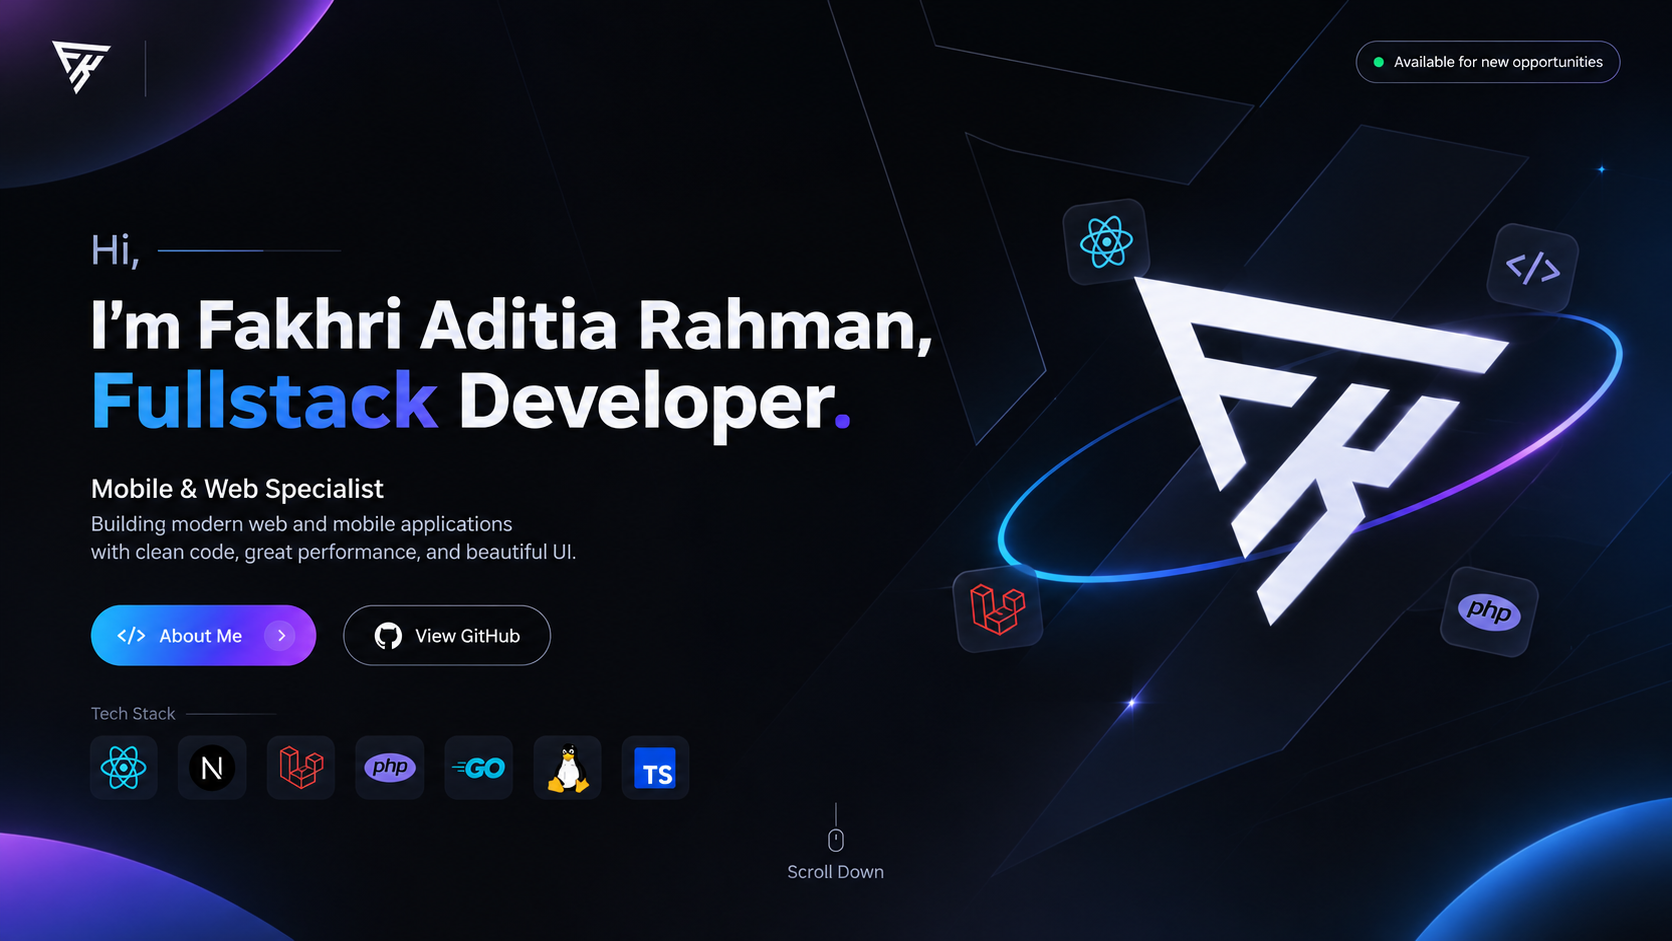 FK
Available for new opportunities
Hi,
I'm Fakhri Aditia Rahman,
Fullstack Developer.
Mobile & Web Specialist
Building modern web and mobile applications
with clean code, great performance, and beautiful UI.
</> About Me
View GitHub
Tech Stack
N
php
GO
TS
</>
FK
php
Scroll Down